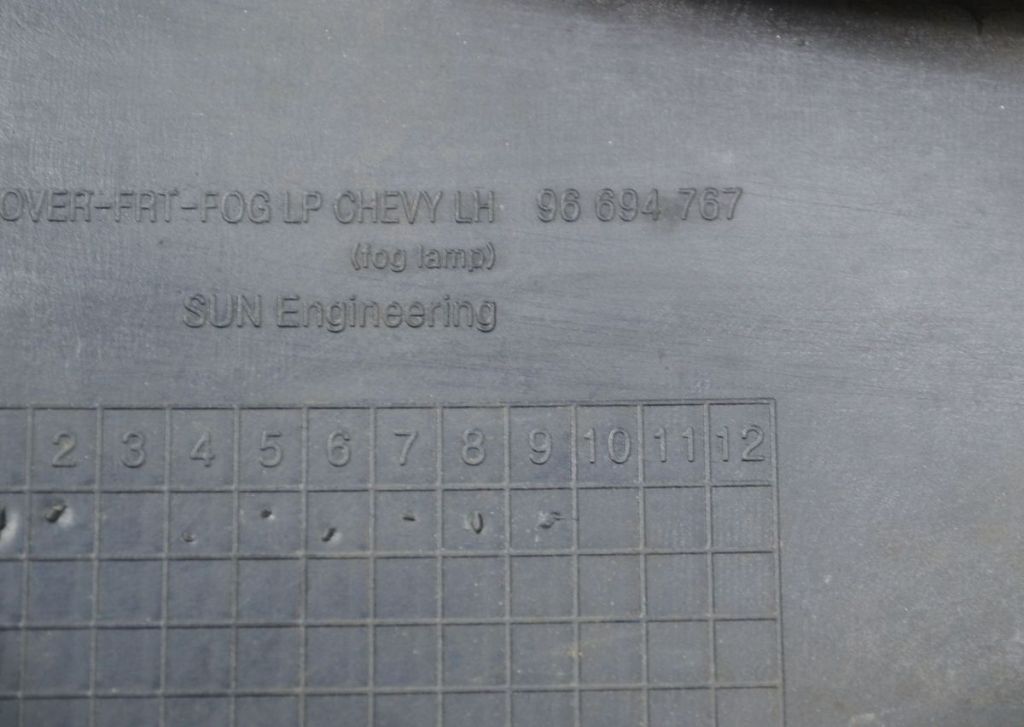 OVER-FRT-FOG LP CHEVY LH 96 694 767
(fog lamp)
SUN Engineering
2 3 4 5 6 7 8 9 10 11 12